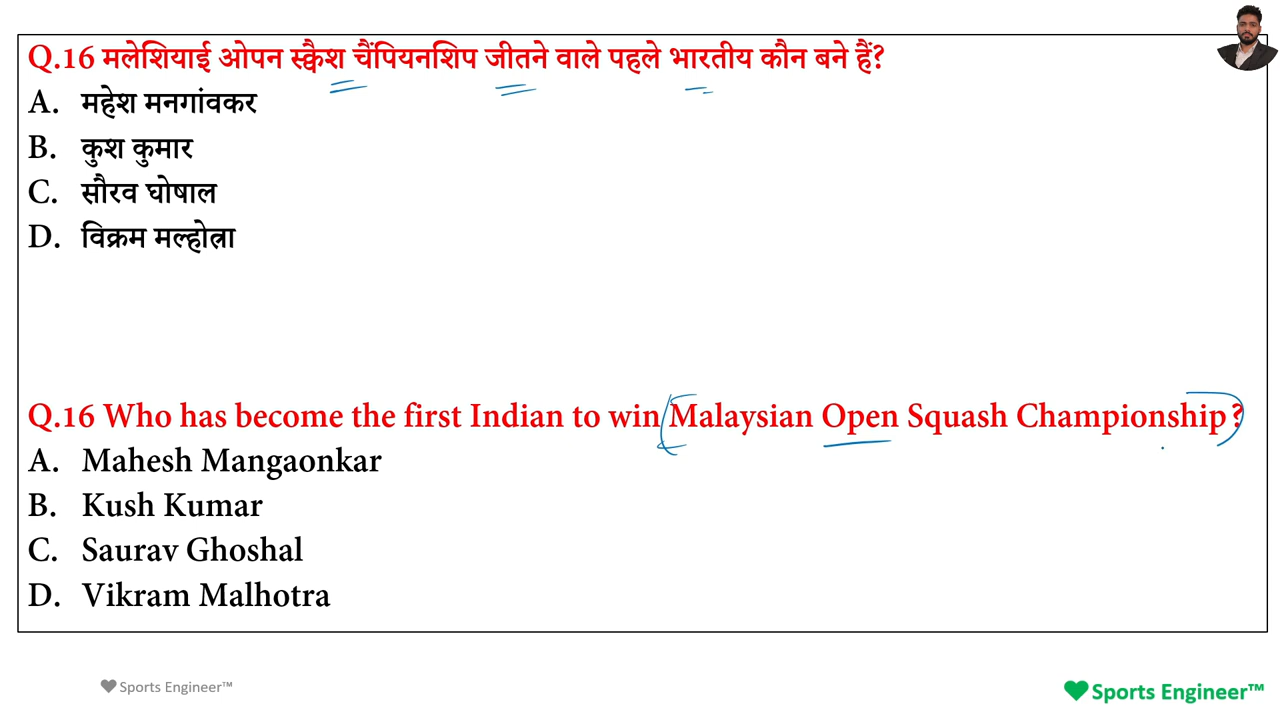 Q.16 मलेशियाई ओपन स्क्वैश चैंपियनशिप जीतने वाले पहले भारतीय कौन बने हैं?
A. महेश मनगांवकर
B. कुश कुमार
C. सौरव घोषाल
D. विक्रम मल्होत्रा
Q.16 Who has become the first Indian to win Malaysian Open Squash Championship?
A. Mahesh Mangaonkar
B. Kush Kumar
C. Saurav Ghoshal
D. Vikram Malhotra
Sports Engineer™
Sports Engineer™